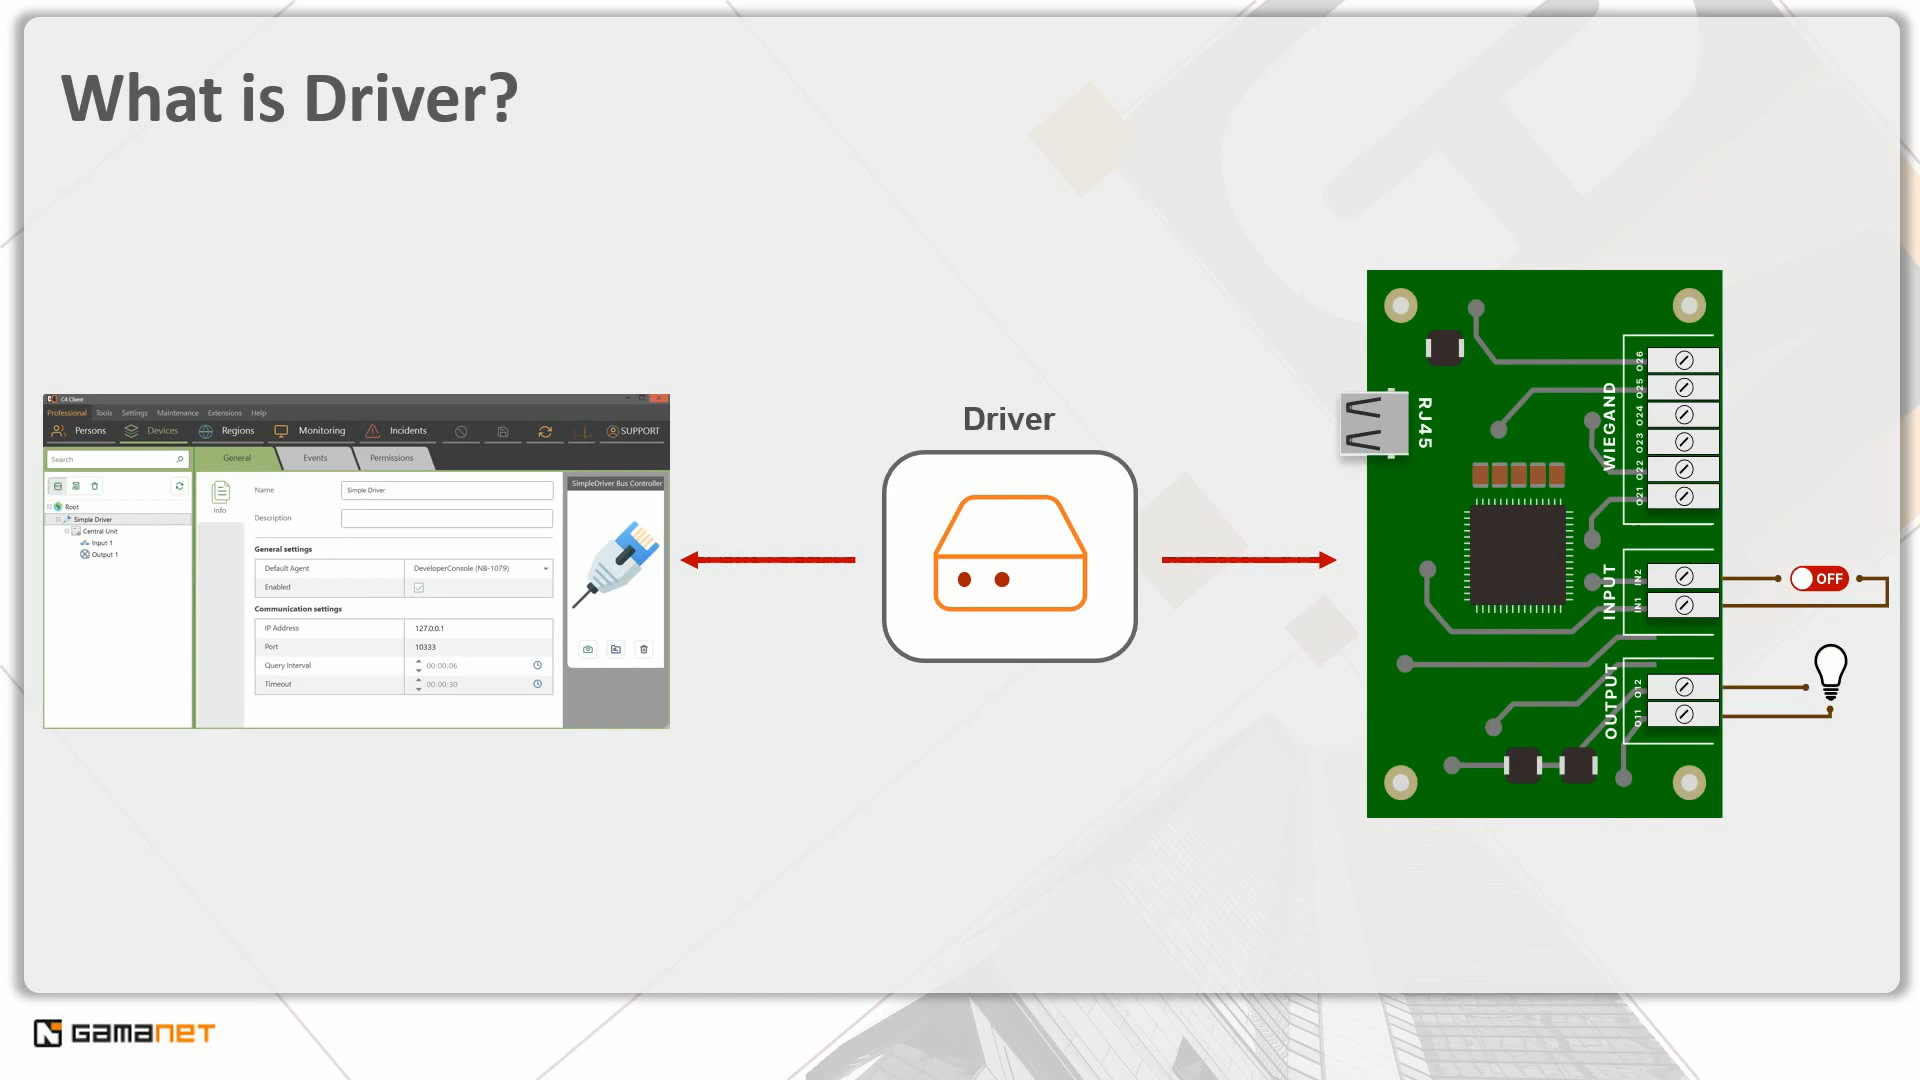 What is Driver?
C4 Client
Professional Tools Settings Maintenance Extensions Help
Persons Devices Regions Monitoring Incidents SUPPORT
Search
General Events Permissions
Root
Simple Driver
Central Unit
Input 1
Output 1
Info
Name Simple Driver
Description
General settings
Default Agent DeveloperConsole (NB-1079)
Enabled
Communication settings
IP Address 127.0.0.1
Port 10333
Query Interval 00:00:06
Timeout 00:00:30
SimpleDriver Bus Controller
Driver
RJ45
WIEGAND
O26
O25
O24
O23
O22
O21
INPUT
IN2
IN1
OFF
OUTPUT
O12
O11
GAMANET